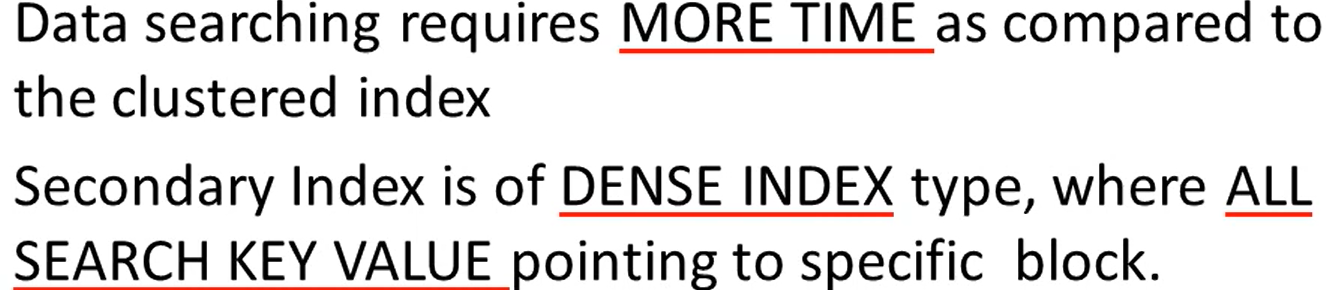 Data searching requires MORE TIME as compared to
the clustered index
Secondary Index is of DENSE INDEX type, where ALL
SEARCH KEY VALUE pointing to specific block.